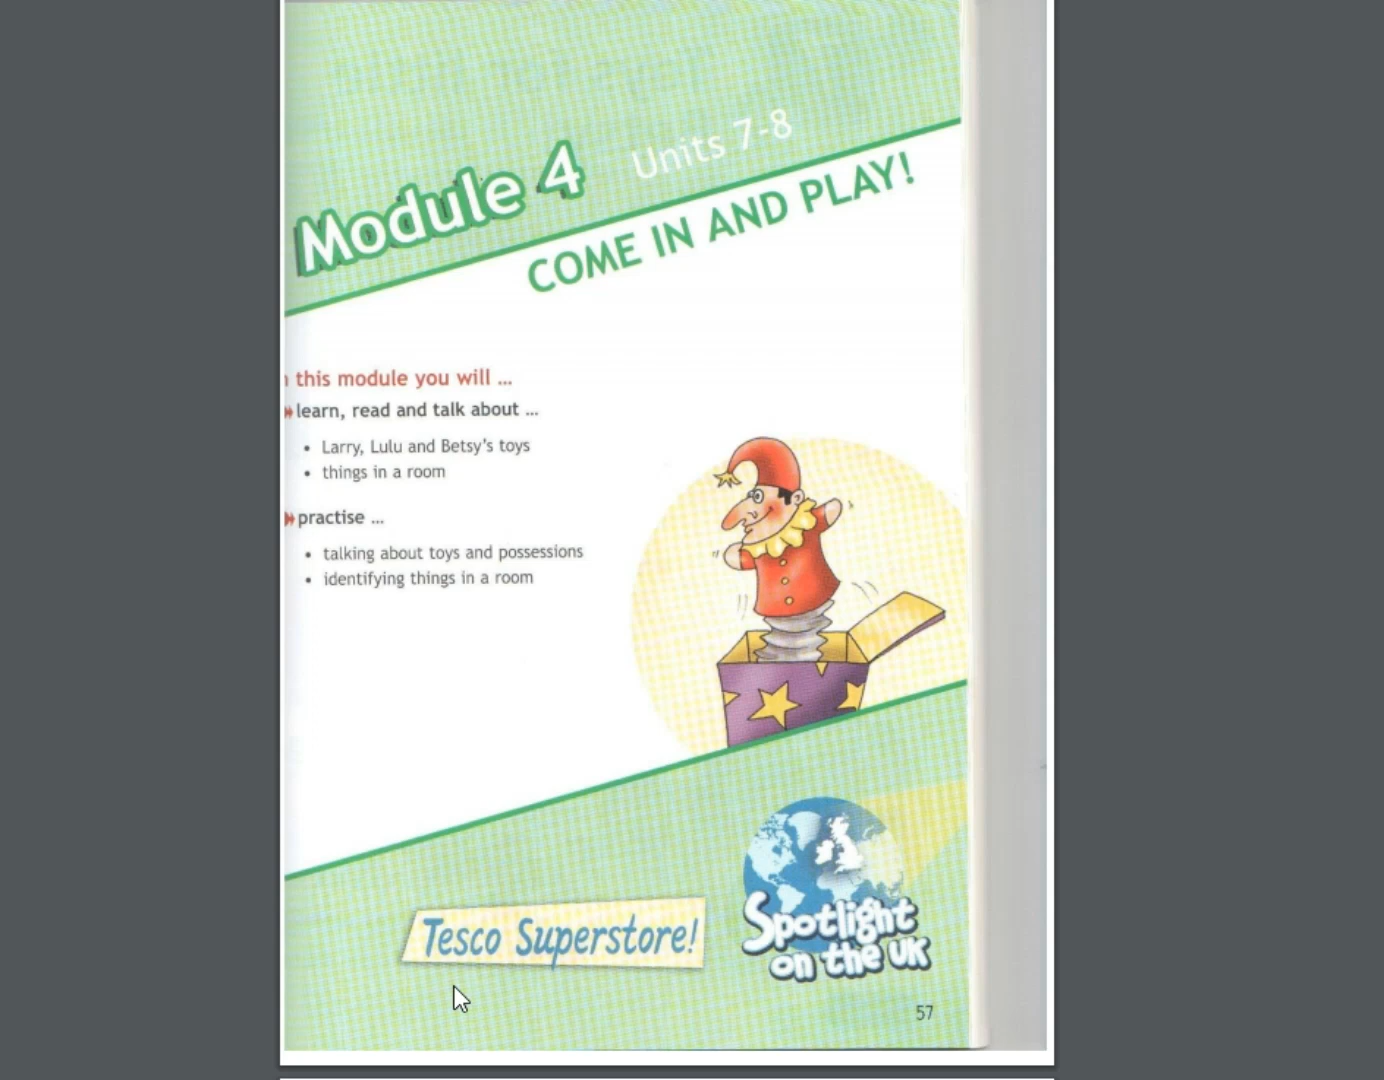 Module 4
Units 7-8
COME IN AND PLAY!
this module you will ...
learn, read and talk about ...
• Larry, Lulu and Betsy's toys
• things in a room
practise ...
• talking about toys and possessions
• identifying things in a room
Tesco Superstore!
Spotlight
on the UK
57